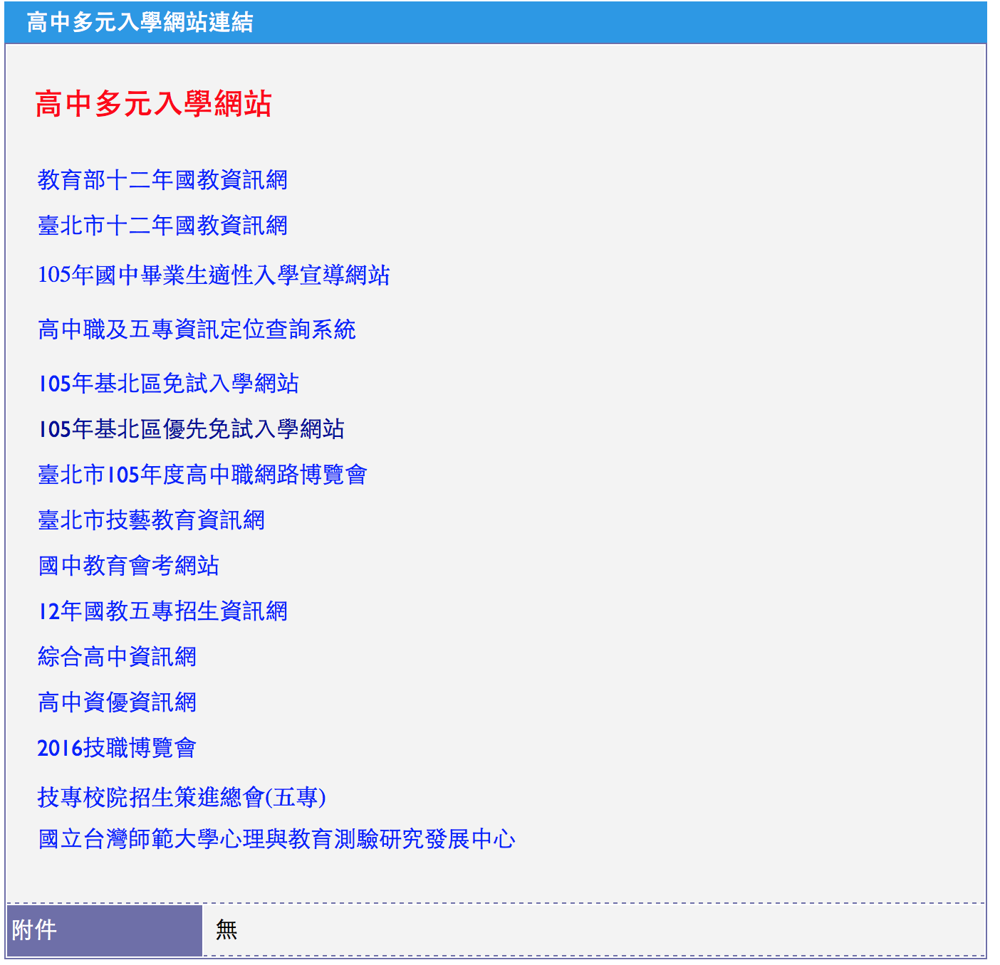 高中多元入學網站連結
高中多元入學網站
教育部十二年國教資訊網
臺北市十二年國教資訊網
105年國中畢業生適性入學宣導網站
高中職及五專資訊定位查詢系統
105年基北區免試入學網站
105年基北區優先免試入學網站
臺北市105年度高中職網路博覽會
臺北市技藝教育資訊網
國中教育會考網站
12年國教五專招生資訊網
綜合高中資訊網
高中資優資訊網
2016技職博覽會
技專校院招生策進總會(五專)
國立台灣師範大學心理與教育測驗研究發展中心
附件 無